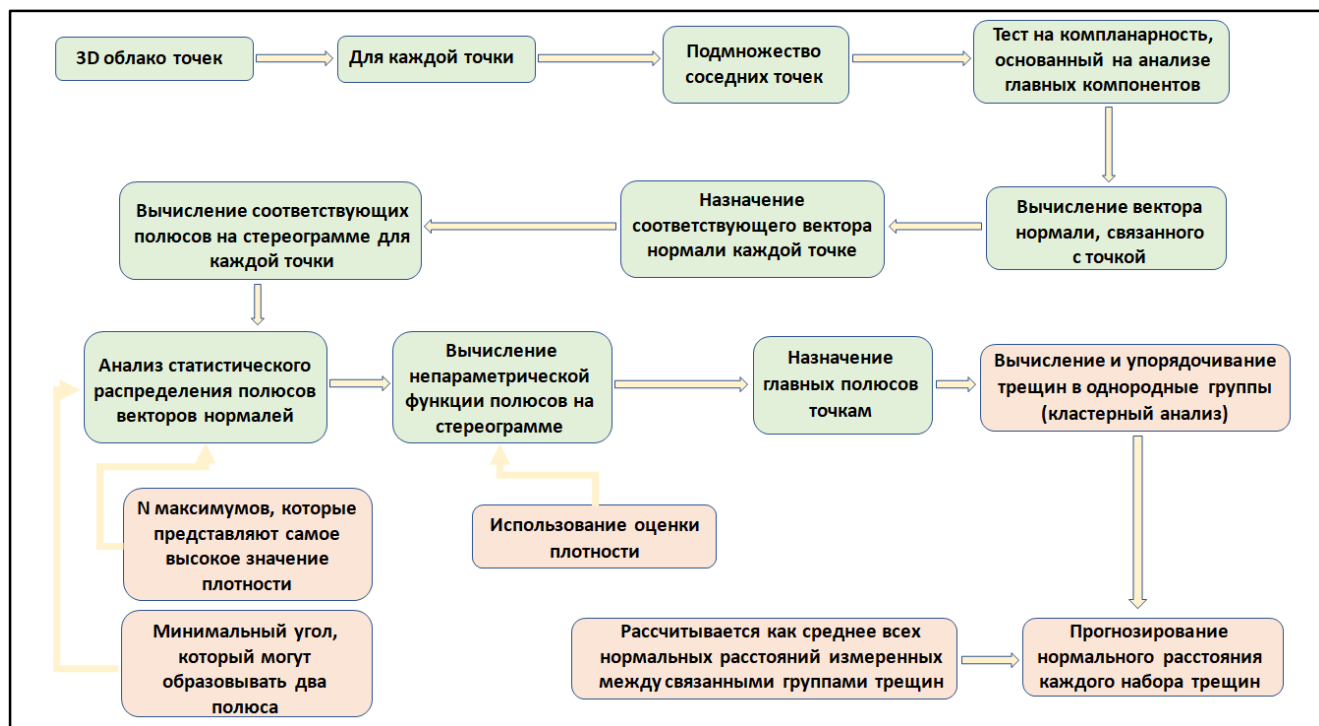 3D облако точек
Для каждой точки
Подмножество
соседних точек
Тест на компланарность,
основанный на анализе
главных компонентов
Вычисление соответствующих
полюсов на стереограмме для
каждой точки
Назначение
соответствующего вектора
нормали каждой точке
Вычисление вектора
нормали, связанного
с точкой
Анализ статистического
распределения полюсов
векторов нормалей
Вычисление
непараметрической
функции полюсов на
стереограмме
Назначение
главных полюсов
точкам
Вычисление и упорядочивание
трещин в однородные группы
(кластерный анализ)
N максимумов, которые
представляют самое
высокое значение
плотности
Использование оценки
плотности
Минимальный угол,
который могут
образовывать два
полюса
Рассчитывается как среднее всех
нормальных расстояний измеренных
между связанными группами трещин
Прогнозирование
нормального расстояния
каждого набора трещин